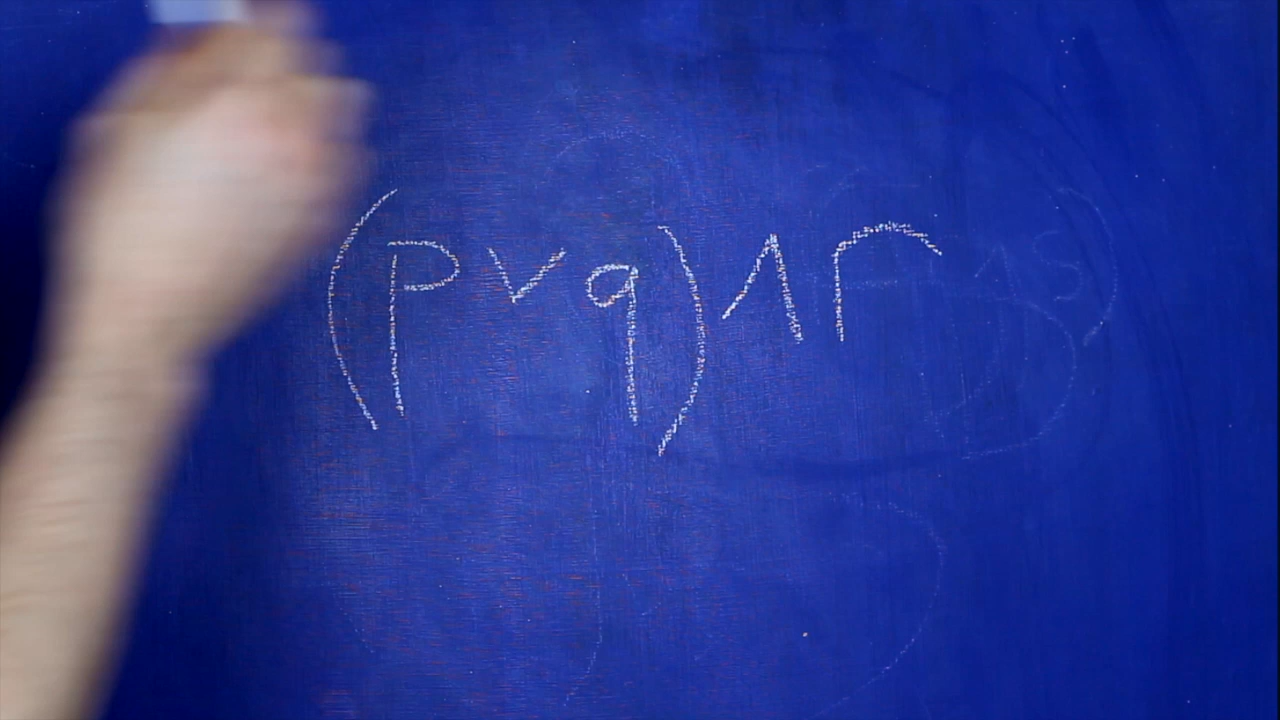 (p ∨ q) ∧ r